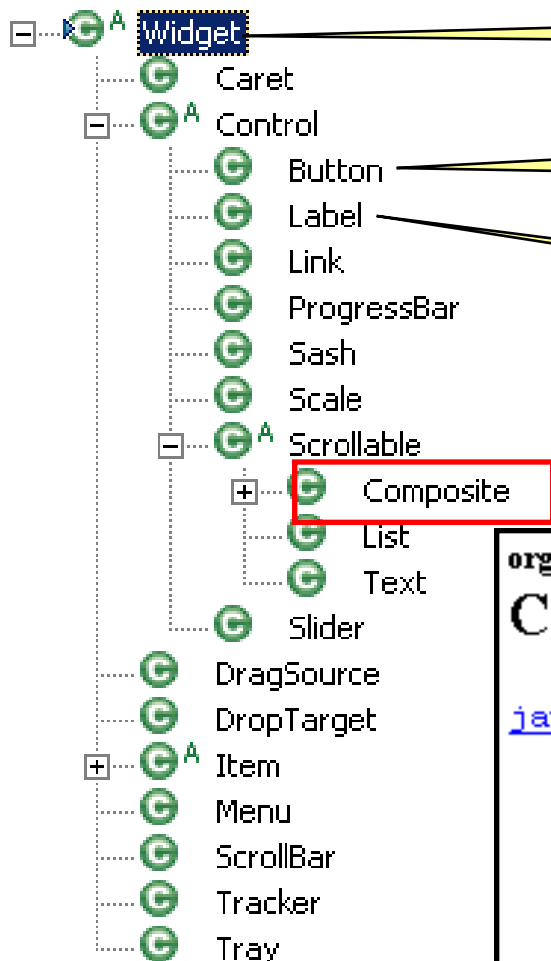 Widget
Caret
Control
Button
Label
Link
ProgressBar
Sash
Scale
Scrollable
Composite
List
Text
Slider
DragSource
DropTarget
Item
Menu
ScrollBar
Tracker
Tray
org
C